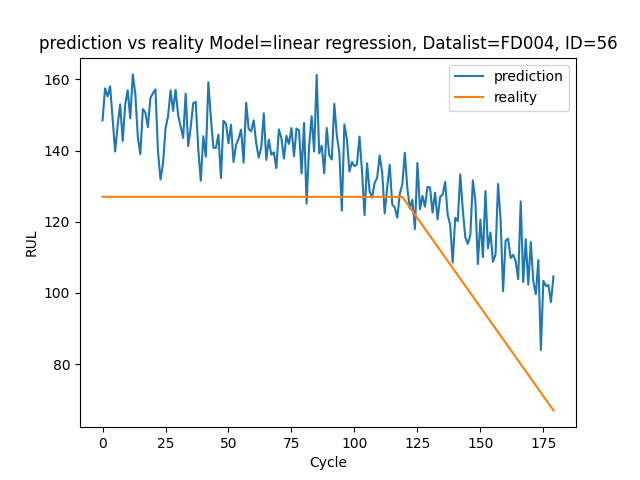 prediction vs reality Model=linear regression, Datalist=FD004, ID=56
prediction
reality
RUL
160
140
120
100
80
0 25 50 75 100 125 150 175
Cycle